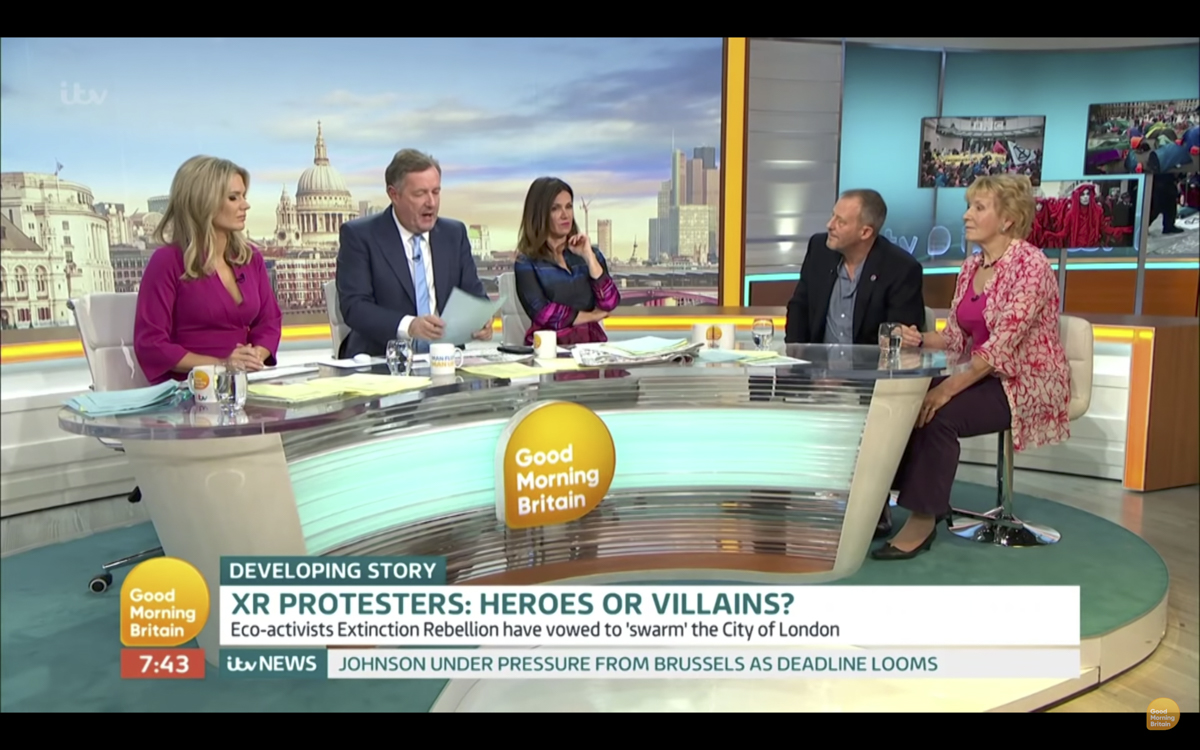 itv
Good
Morning
Britain
DEVELOPING STORY
XR PROTESTERS: HEROES OR VILLAINS?
Eco-activists Extinction Rebellion have vowed to 'swarm' the City of London
Good
Morning
Britain
7:43
itv NEWS
JOHNSON UNDER PRESSURE FROM BRUSSELS AS DEADLINE LOOMS
Good
Morning
Britain